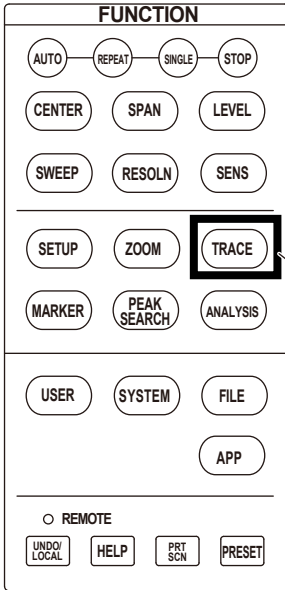 FUNCTION
AUTO REPEAT SINGLE STOP
CENTER SPAN LEVEL
SWEEP RESOLN SENS
SETUP ZOOM TRACE
MARKER PEAK SEARCH ANALYSIS
USER SYSTEM FILE
APP
REMOTE
UNDO/ LOCAL HELP PRT SCN PRESET